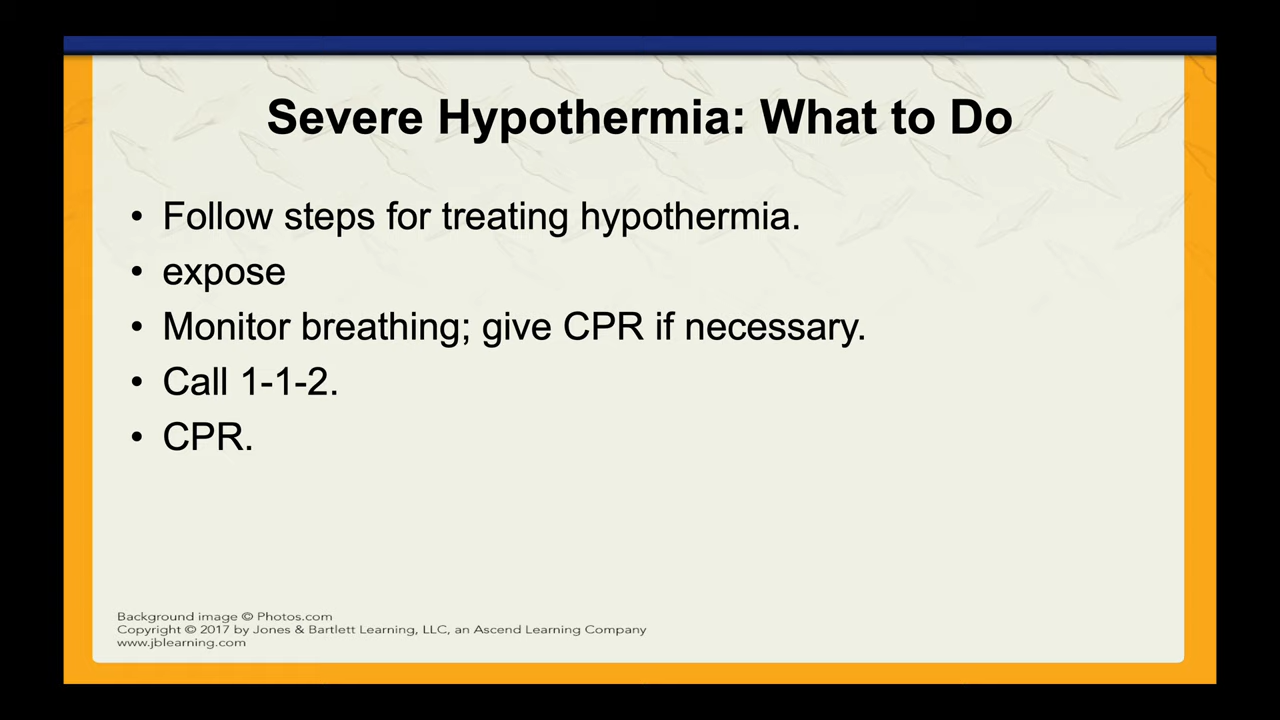 Severe Hypothermia: What to Do
• Follow steps for treating hypothermia.
• expose
• Monitor breathing; give CPR if necessary.
• Call 1-1-2.
• CPR.
Background image © Photos.com
Copyright © 2017 by Jones & Bartlett Learning, LLC, an Ascend Learning Company
www.jblearning.com